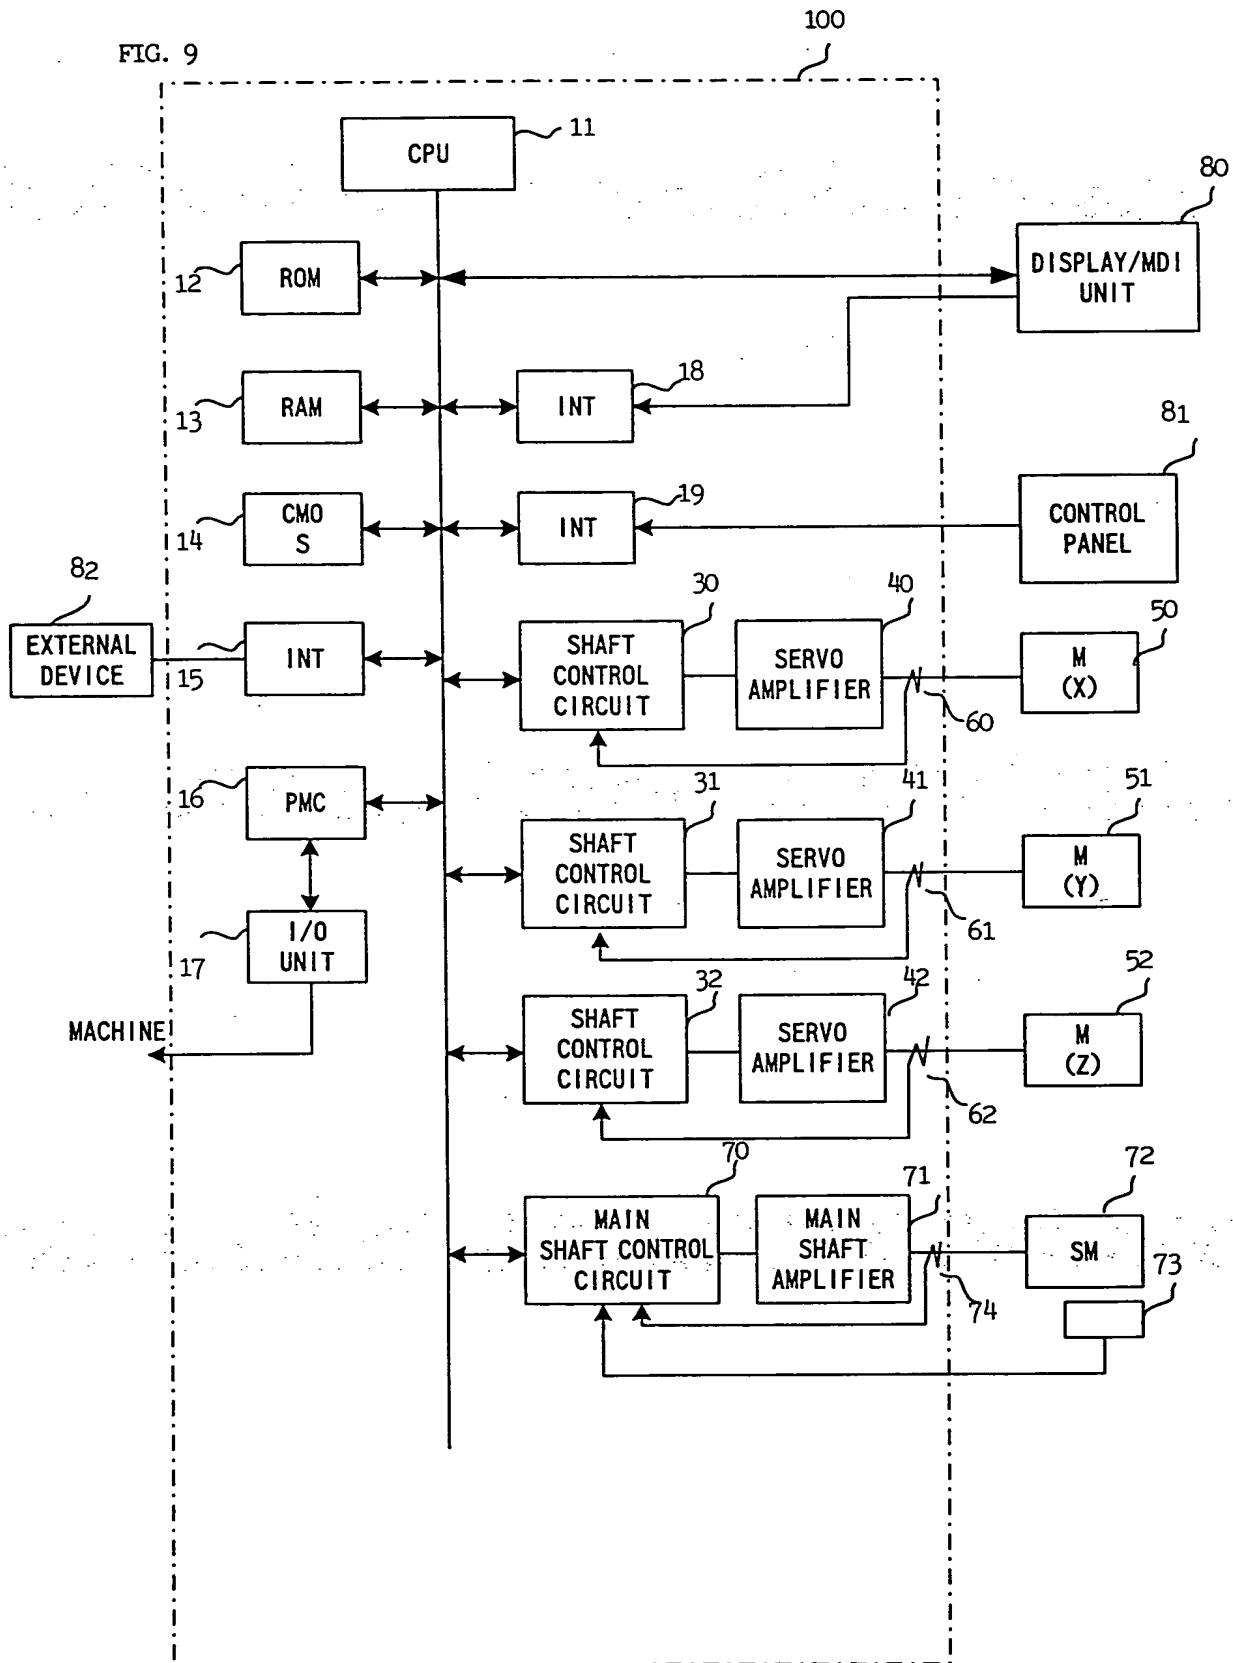 100
FIG. 9
11
CPU
80
DISPLAY/MDI
UNIT
12
ROM
18
13
RAM
INT
81
19
14
CMO
S
INT
CONTROL
PANEL
82
EXTERNAL
DEVICE
15
INT
30
SHAFT
CONTROL
CIRCUIT
40
SERVO
AMPLIFIER
50
M
(X)
60
16
PMC
31
SHAFT
CONTROL
CIRCUIT
41
SERVO
AMPLIFIER
51
M
(Y)
61
17
I/O
UNIT
MACHINE
32
SHAFT
CONTROL
CIRCUIT
42
SERVO
AMPLIFIER
52
M
(Z)
62
70
MAIN
SHAFT CONTROL
CIRCUIT
71
MAIN
SHAFT
AMPLIFIER
72
SM
73
74